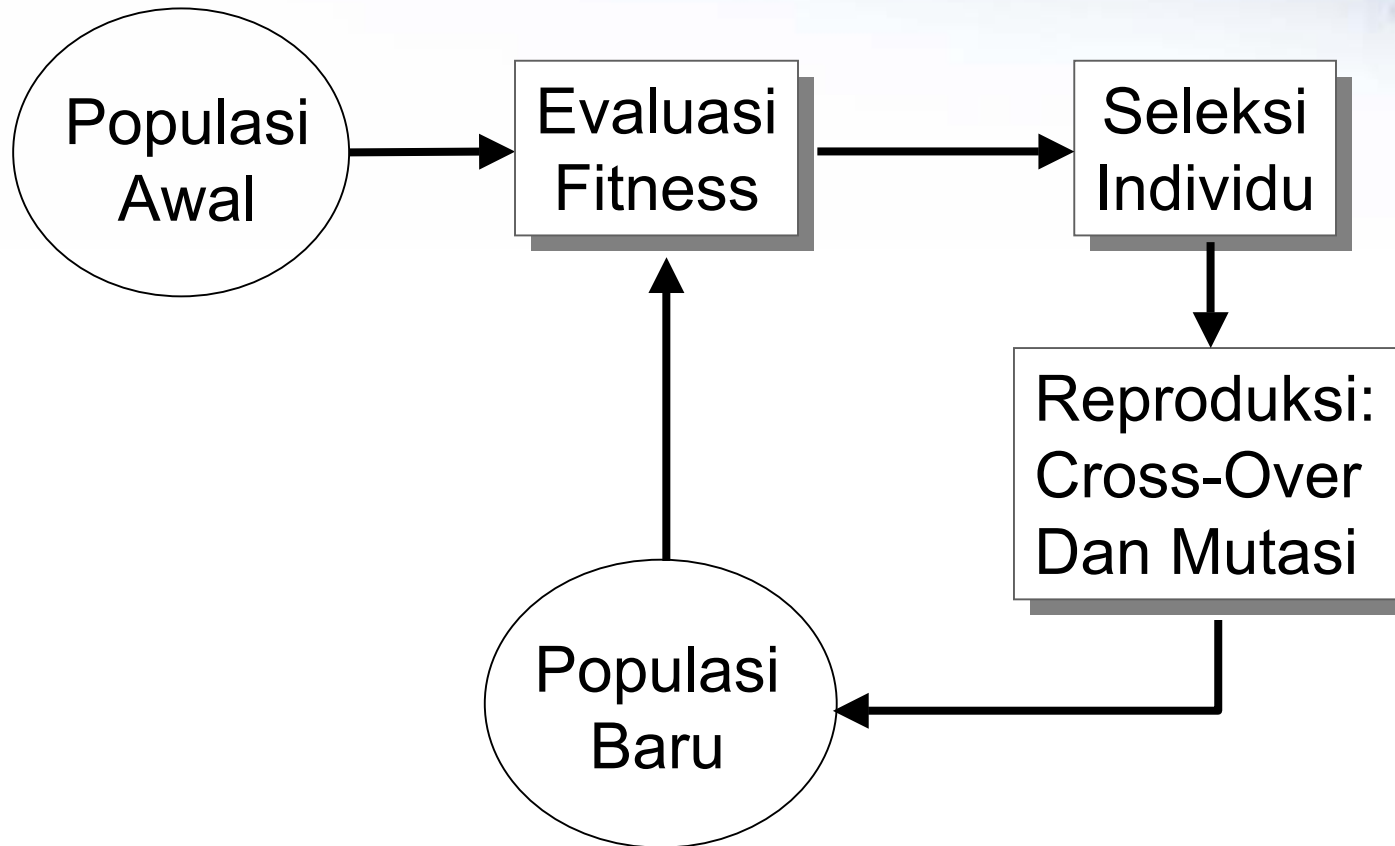 Populasi
Awal
Evaluasi
Fitness
Seleksi
Individu
Reproduksi:
Cross-Over
Dan Mutasi
Populasi
Baru